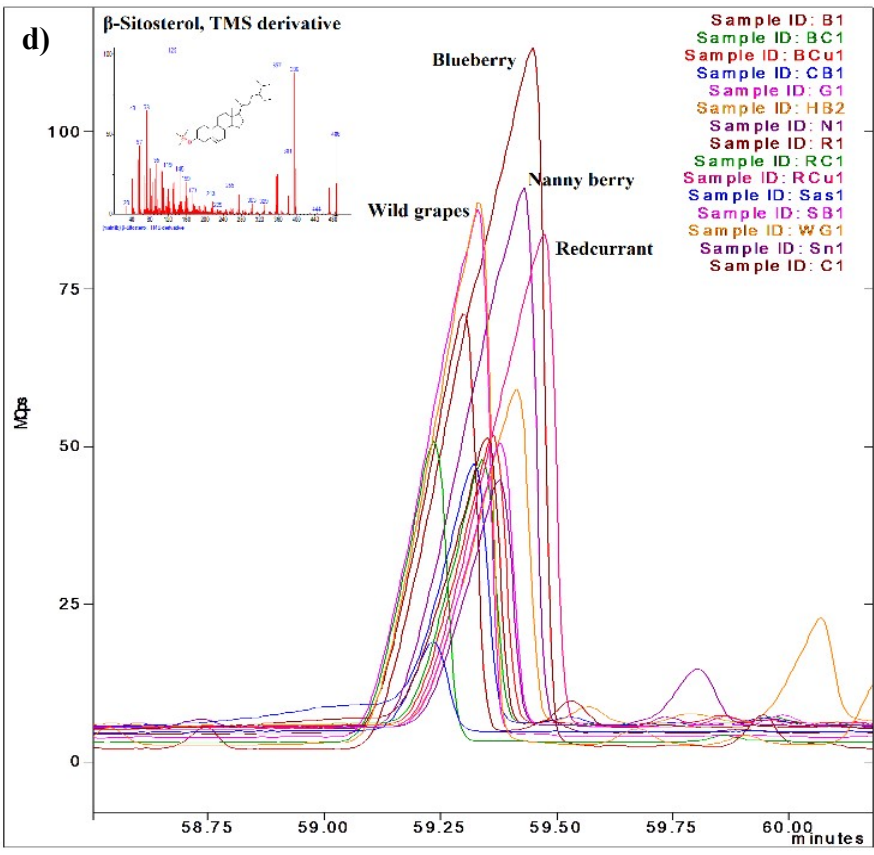 d)
β-Sitosterol, TMS derivative
Blueberry
Nanny berry
Wild grapes
Redcurrant
Sample ID: B1
Sample ID: BC1
Sample ID: BCu1
Sample ID: CB1
Sample ID: G1
Sample ID: HB2
Sample ID: N1
Sample ID: R1
Sample ID: RC1
Sample ID: RCu1
Sample ID: Sas1
Sample ID: SB1
Sample ID: WG1
Sample ID: Sn1
Sample ID: C1
MCps
100
75
50
25
0
58.75 59.00 59.25 59.50 59.75 60.00
minutes